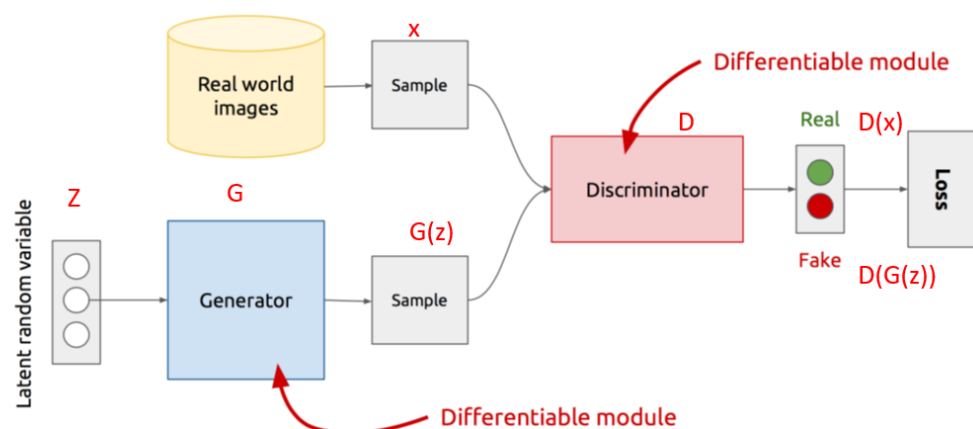 x
Real world
images
Sample
Differentiable module
D
Real
D(x)
Discriminator
Loss
Fake
D(G(z))
Latent random variable
Z
G
Generator
G(z)
Sample
Differentiable module